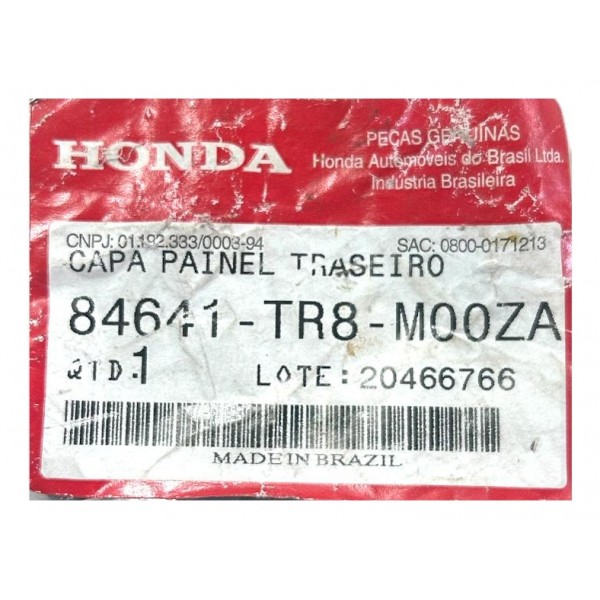 HONDA
PEÇAS GENUÍNAS
Honda Automóveis do Brasil Ltda.
Indústria Brasileira
CNPJ: 01.192.333/0003-94 SAC: 0800-0171213
CAPA PAINEL TRASEIRO
84641-TR8-M00ZA
QTD.1 LOTE: 20466766
MADE IN BRAZIL